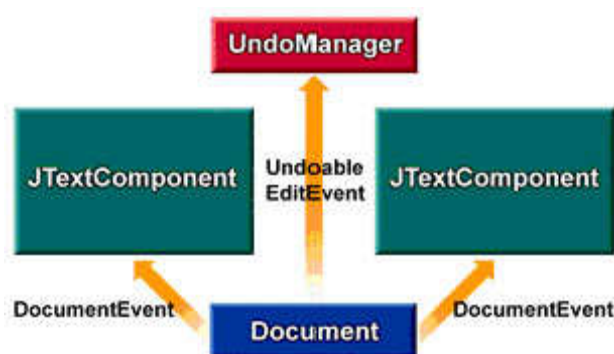 UndoManager
JTextComponent
Undoable
EditEvent
JTextComponent
DocumentEvent
Document
DocumentEvent